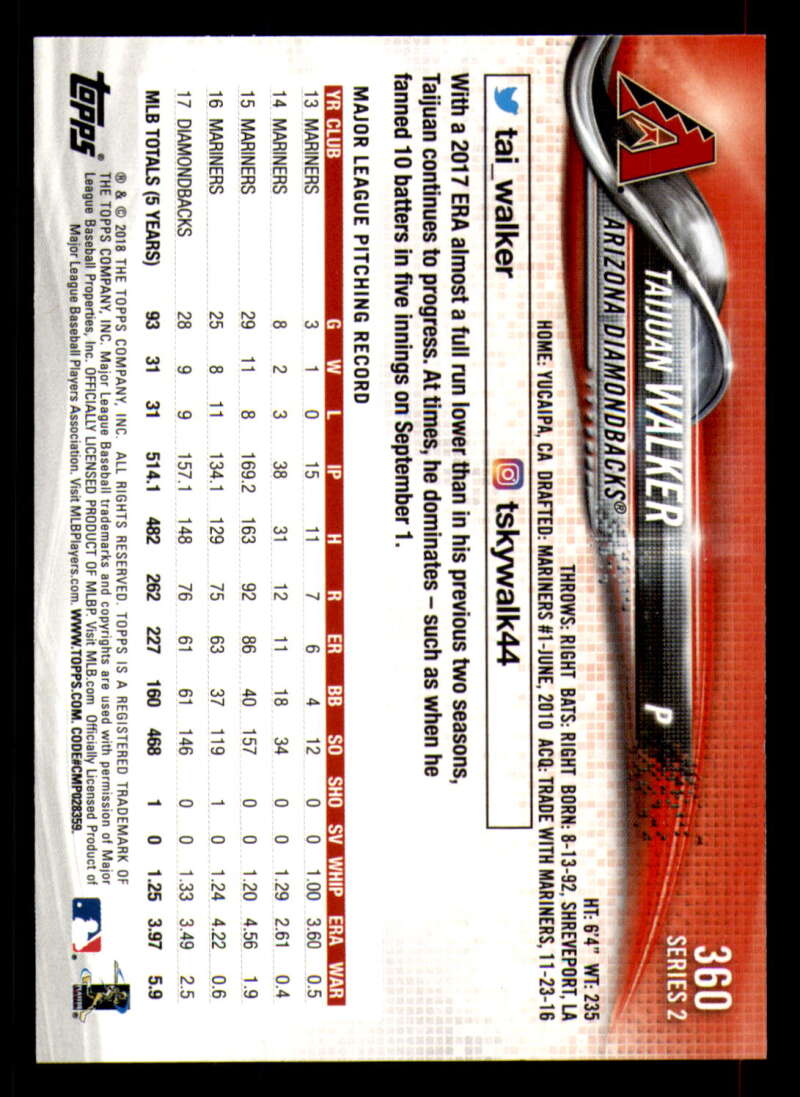 360
SERIES 2
TAIJUAN WALKER P
ARIZONA DIAMONDBACKS®
HT: 6'4" WT: 235
THROWS: RIGHT BATS: RIGHT BORN: 8-13-92, SHREVEPORT, LA
HOME: YUCAIPA, CA DRAFTED: MARINERS #1-JUNE, 2010 ACQ: TRADE WITH MARINERS, 11-23-16
tai_walker tskywalk44
With a 2017 ERA almost a full run lower than in his previous two seasons,
Taijuan continues to progress. At times, he dominates – such as when he
fanned 10 batters in five innings on September 1.
MAJOR LEAGUE PITCHING RECORD
YR CLUB G W L IP H R ER BB SO SHO SV WHIP ERA WAR
13 MARINERS 3 1 0 15 11 7 6 4 12 0 0 1.00 3.60 0.5
14 MARINERS 8 2 3 38 31 12 11 18 34 0 0 1.29 2.61 0.4
15 MARINERS 29 11 8 169.2 163 92 86 40 157 0 0 1.20 4.56 1.9
16 MARINERS 25 8 11 134.1 129 75 63 37 119 1 0 1.24 4.22 0.6
17 DIAMONDBACKS 28 9 9 157.1 148 76 61 61 146 0 0 1.33 3.49 2.5
MLB TOTALS (5 YEARS) 93 31 31 514.1 482 262 227 160 468 1 0 1.25 3.97 5.9
topps®
® & © 2018 THE TOPPS COMPANY, INC. ALL RIGHTS RESERVED. TOPPS IS A REGISTERED TRADEMARK OF
THE TOPPS COMPANY, INC. Major League Baseball trademarks and copyrights are used with permission of Major
League Baseball Properties, Inc. OFFICIALLY LICENSED PRODUCT OF MLBP. Visit MLB.com Officially Licensed Product of
Major League Baseball Players Association. Visit MLBPlayers.com. WWW.TOPPS.COM. CODE#CMP028359.